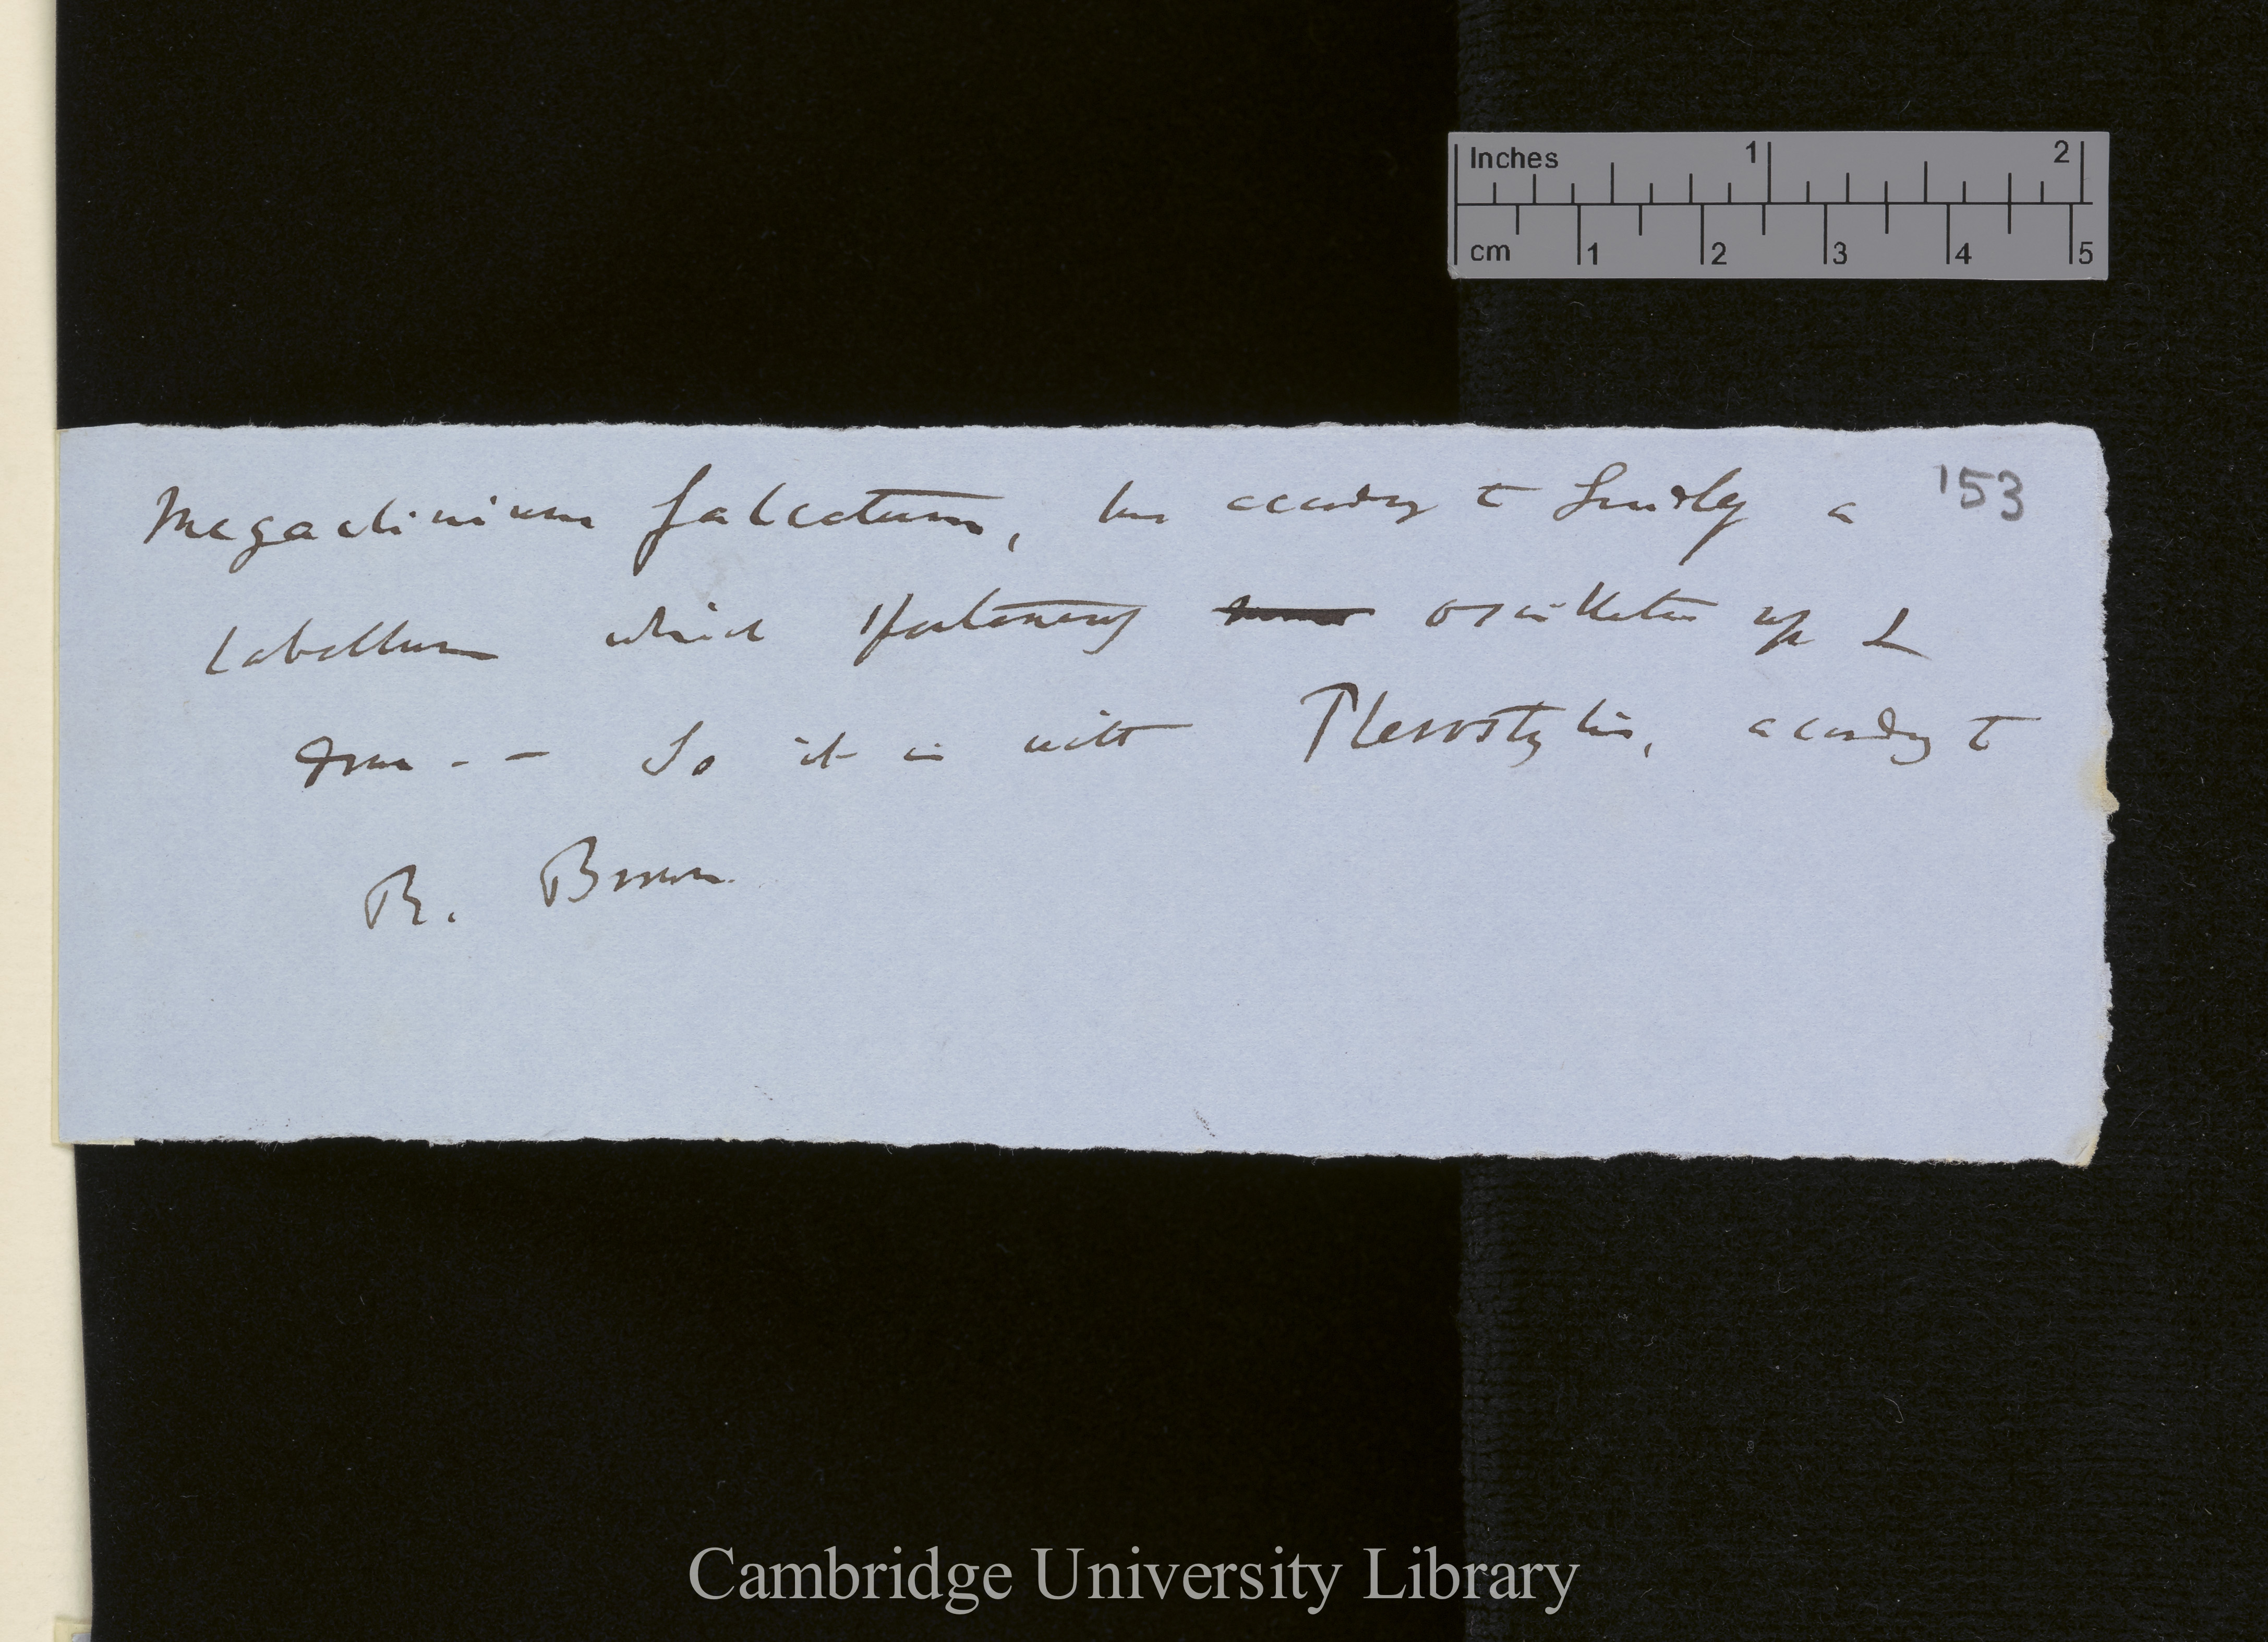 Inches 1 2
cm 1 2 3 4 5
153
Megaclinium falcatum, has according to Lindley a
labellum which spontaneously oscillates up &
down - - So it is with Pterostylis, according to
R. Brown
Cambridge University Library